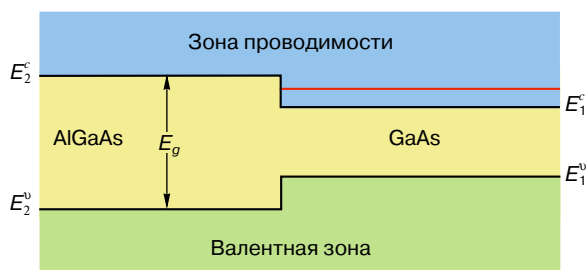 Зона проводимости
E₂ᶜ
E₁ᶜ
AlGaAs
E_g
GaAs
E₁ᵛ
E₂ᵛ
Валентная зона